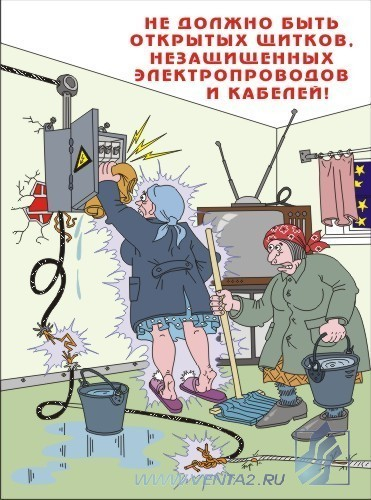 НЕ ДОЛЖНО БЫТЬ
ОТКРЫТЫХ ЩИТКОВ,
НЕЗАЩИЩЕННЫХ
ЭЛЕКТРОПРОВОДОВ
И КАБЕЛЕЙ!
WWW.VENTA2.RU